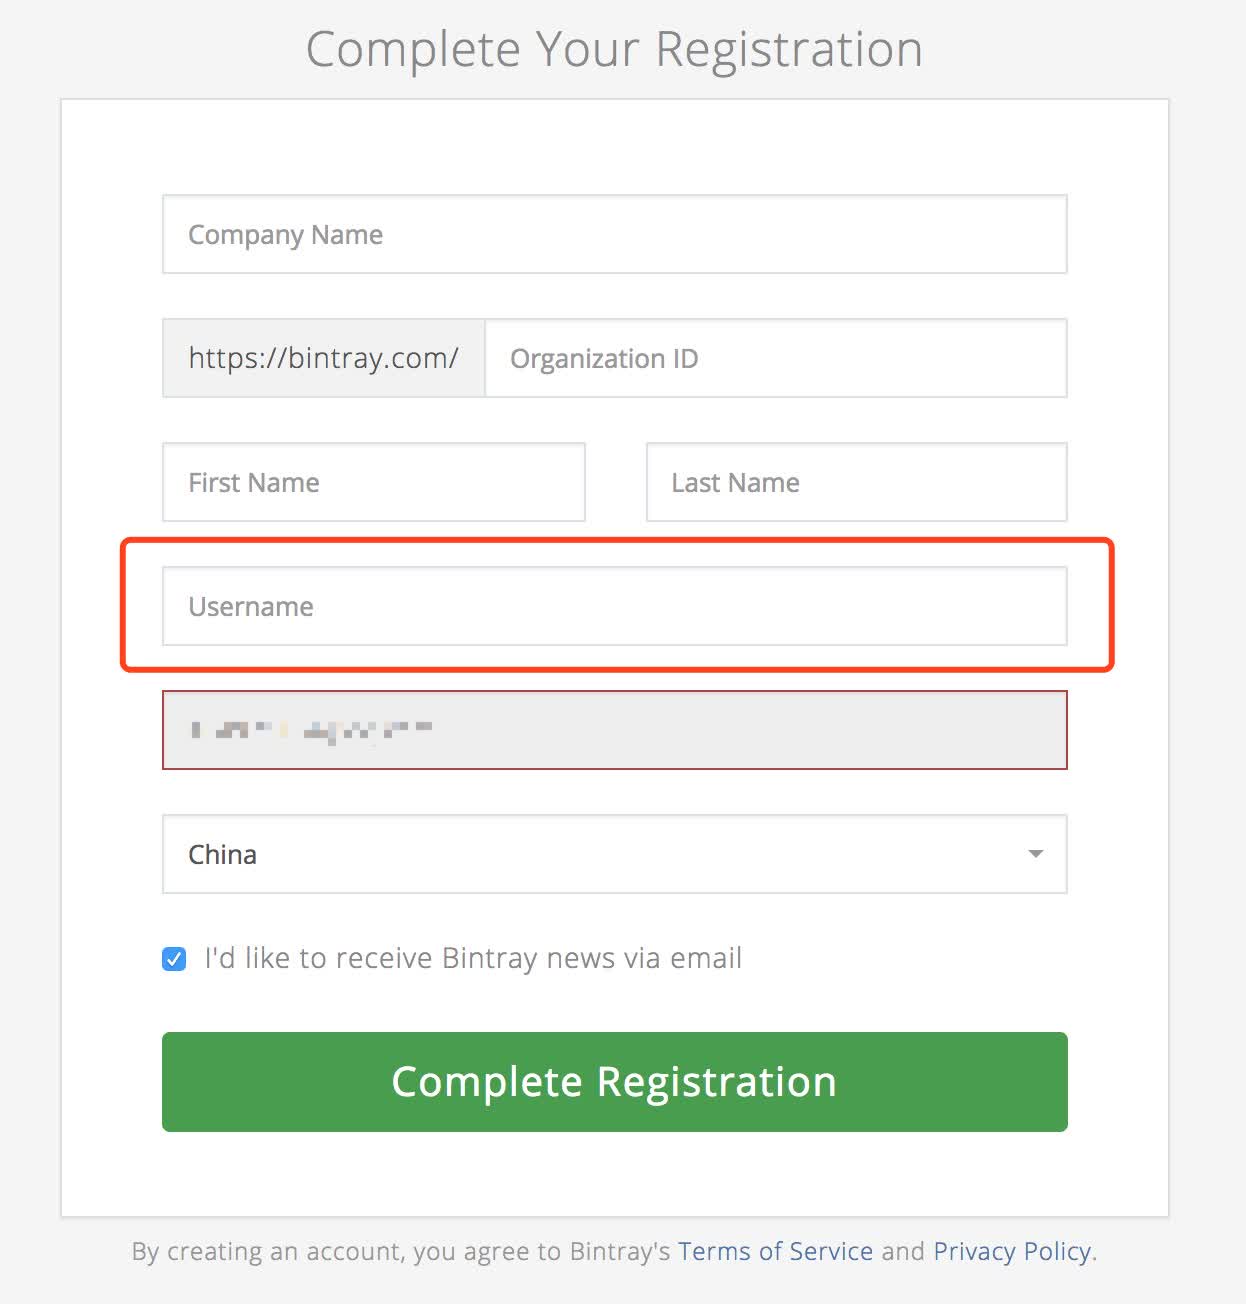 Complete Your Registration
Company Name
https://bintray.com/ Organization ID
First Name Last Name
Username
China
I'd like to receive Bintray news via email
Complete Registration
By creating an account, you agree to Bintray's Terms of Service and Privacy Policy.